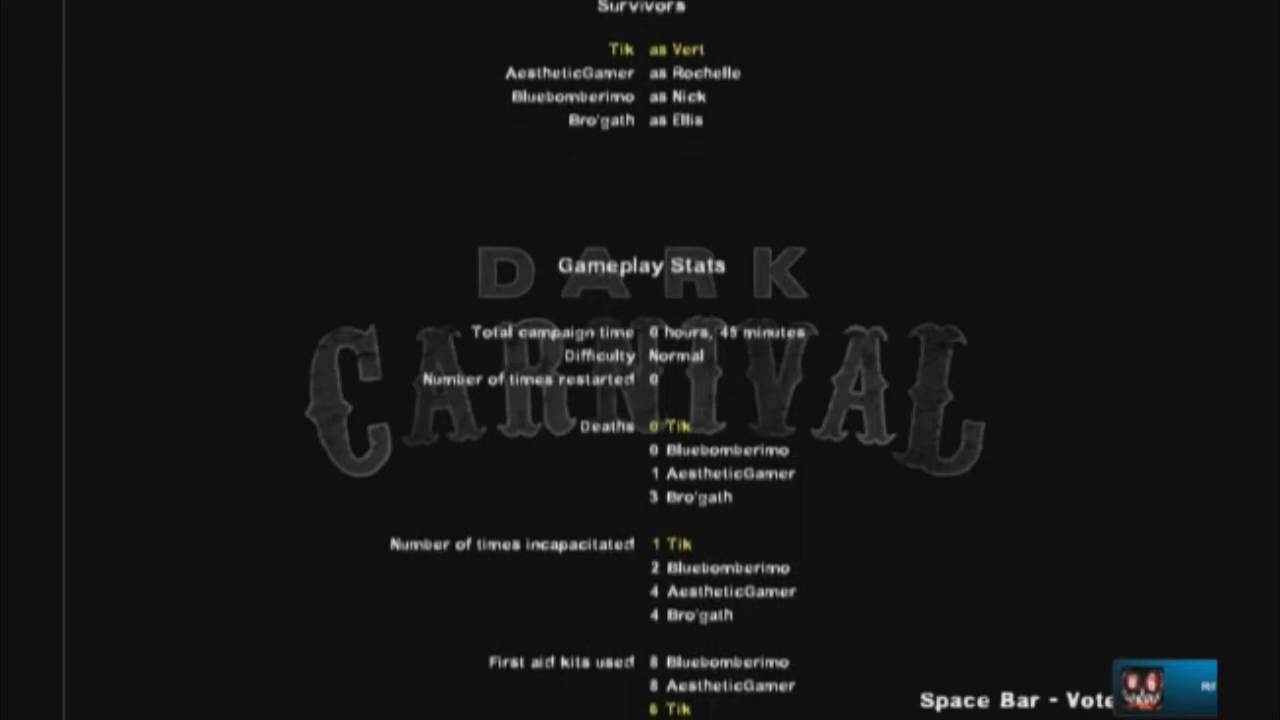 Survivors
Tik as Vert
AestheticGamer as Rochelle
Bluebomberimo as Nick
Bro'gath as Ellis
DARK
CARNIVAL
Gameplay Stats
Total campaign time 0 hours, 45 minutes
Difficulty Normal
Number of times restarted 0
Deaths 0 Tik
0 Bluebomberimo
1 AestheticGamer
3 Bro'gath
Number of times incapacitated 1 Tik
2 Bluebomberimo
4 AestheticGamer
4 Bro'gath
First aid kits used 8 Bluebomberimo
8 AestheticGamer
6 Tik
Space Bar - Vote